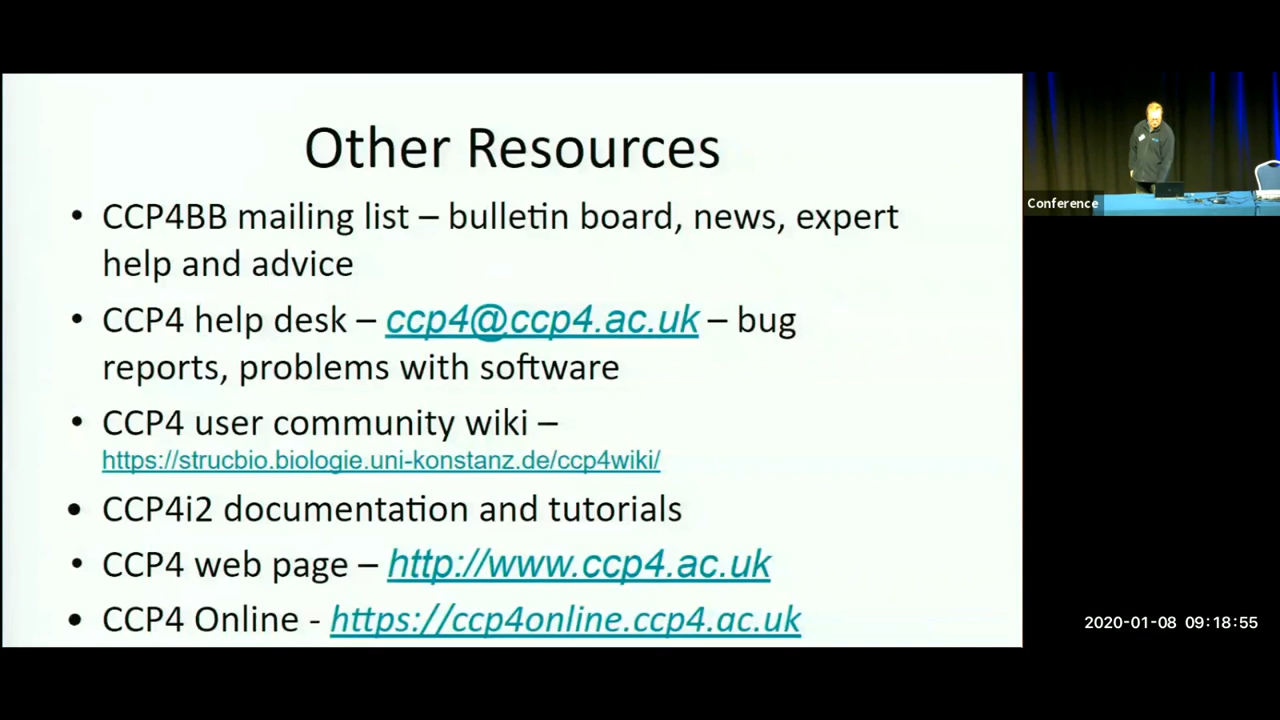 Other Resources
• CCP4BB mailing list – bulletin board, news, expert
help and advice
• CCP4 help desk – ccp4@ccp4.ac.uk – bug
reports, problems with software
• CCP4 user community wiki –
https://strucbio.biologie.uni-konstanz.de/ccp4wiki/
• CCP4i2 documentation and tutorials
• CCP4 web page – http://www.ccp4.ac.uk
• CCP4 Online - https://ccp4online.ccp4.ac.uk
Conference
2020-01-08 09:18:55